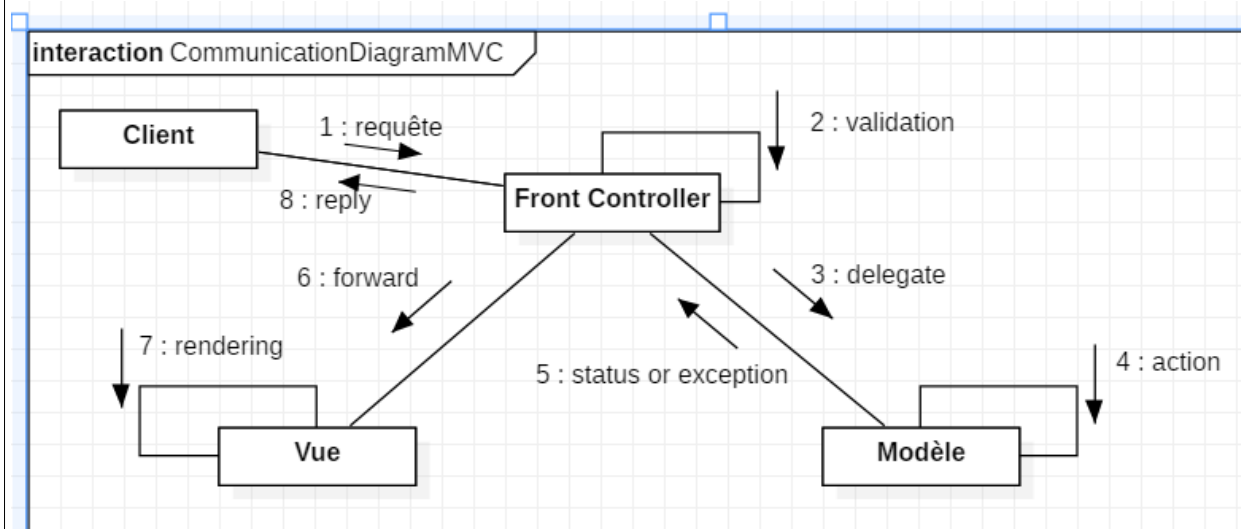 interaction CommunicationDiagramMVC
Client
1 : requête
2 : validation
8 : reply
Front Controller
6 : forward
3 : delegate
7 : rendering
5 : status or exception
4 : action
Vue
Modèle